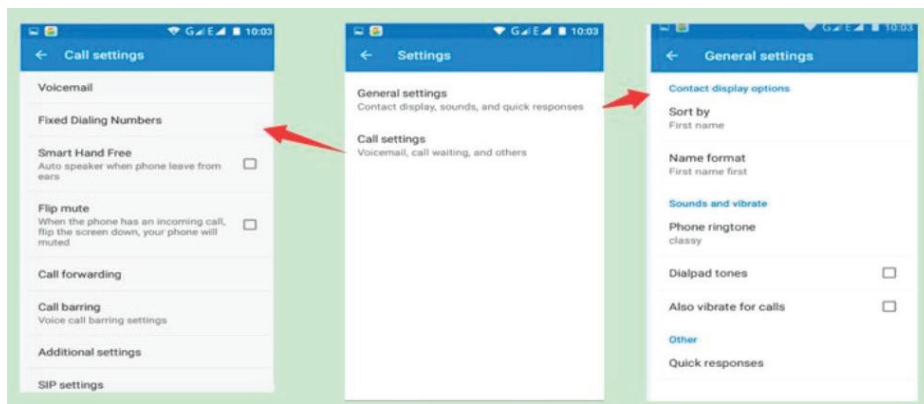 G E 10:03
Call settings
Voicemail
Fixed Dialing Numbers
Smart Hand Free
Auto speaker when phone leave from
ears
Flip mute
When the phone has an incoming call,
flip the screen down, your phone will
muted
Call forwarding
Call barring
Voice call barring settings
Additional settings
SIP settings
G E 10:03
Settings
General settings
Contact display, sounds, and quick responses
Call settings
Voicemail, call waiting, and others
G E 10:03
General settings
Contact display options
Sort by
First name
Name format
First name first
Sounds and vibrate
Phone ringtone
classy
Dialpad tones
Also vibrate for calls
Other
Quick responses